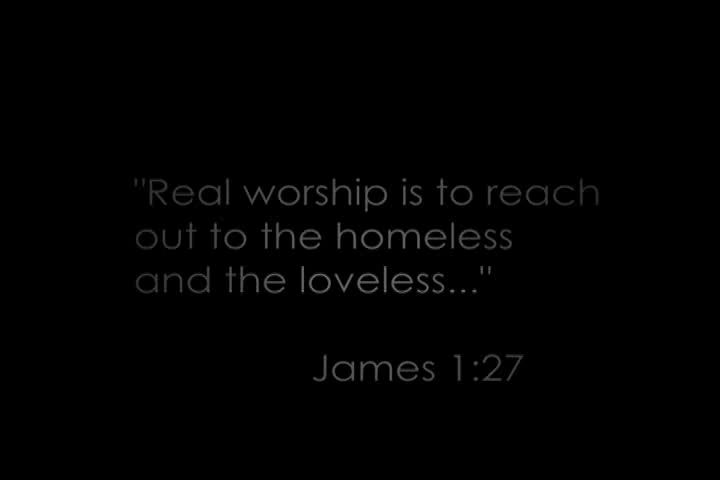 "Real worship is to reach
out to the homeless
and the loveless..."
James 1:27